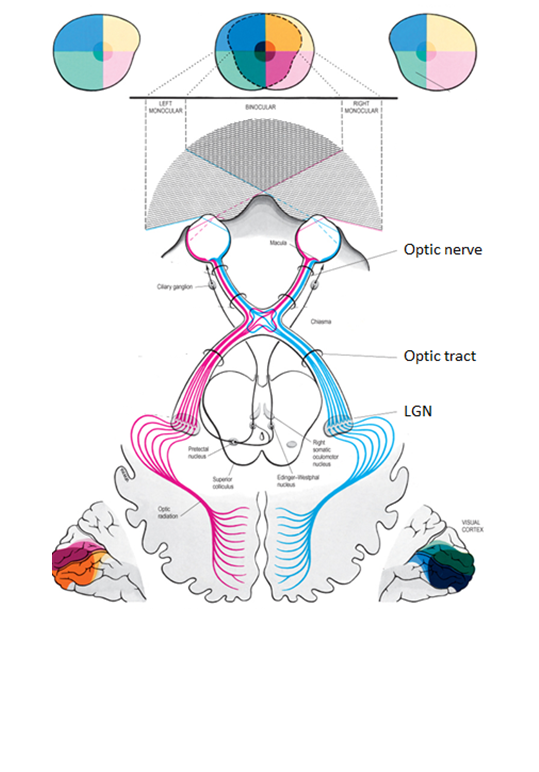 LEFT
MONOCULAR
BINOCULAR
RIGHT
MONOCULAR
Macula
Optic nerve
Ciliary ganglion
Chiasma
Optic tract
LGN
Pretectal
nucleus
Right
somatic
oculomotor
nucleus
Superior
colliculus
Edinger-Westphal
nucleus
Optic
radiation
VISUAL
CORTEX